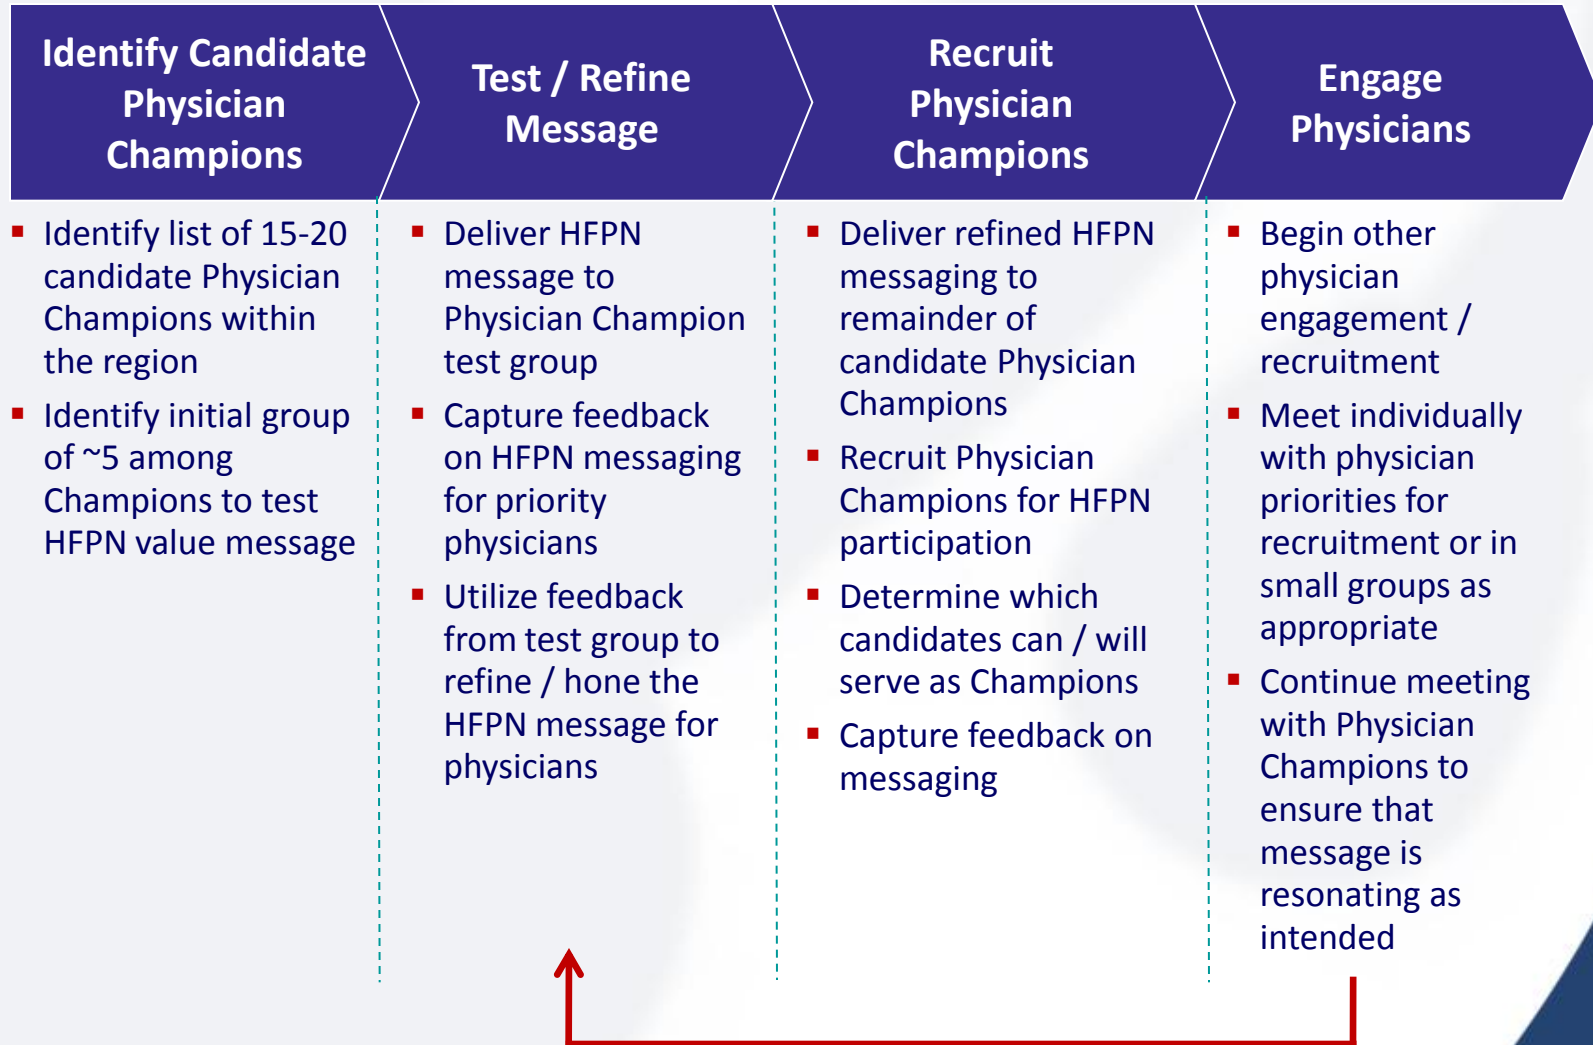 Identify Candidate
Physician
Champions
Test / Refine
Message
Recruit
Physician
Champions
Engage
Physicians
▪ Identify list of 15-20
candidate Physician
Champions within
the region
▪ Identify initial group
of ~5 among
Champions to test
HFPN value message
▪ Deliver HFPN
message to
Physician Champion
test group
▪ Capture feedback
on HFPN messaging
for priority
physicians
▪ Utilize feedback
from test group to
refine / hone the
HFPN message for
physicians
▪ Deliver refined HFPN
messaging to
remainder of
candidate Physician
Champions
▪ Recruit Physician
Champions for HFPN
participation
▪ Determine which
candidates can / will
serve as Champions
▪ Capture feedback on
messaging
▪ Begin other
physician
engagement /
recruitment
▪ Meet individually
with physician
priorities for
recruitment or in
small groups as
appropriate
▪ Continue meeting
with Physician
Champions to
ensure that
message is
resonating as
intended